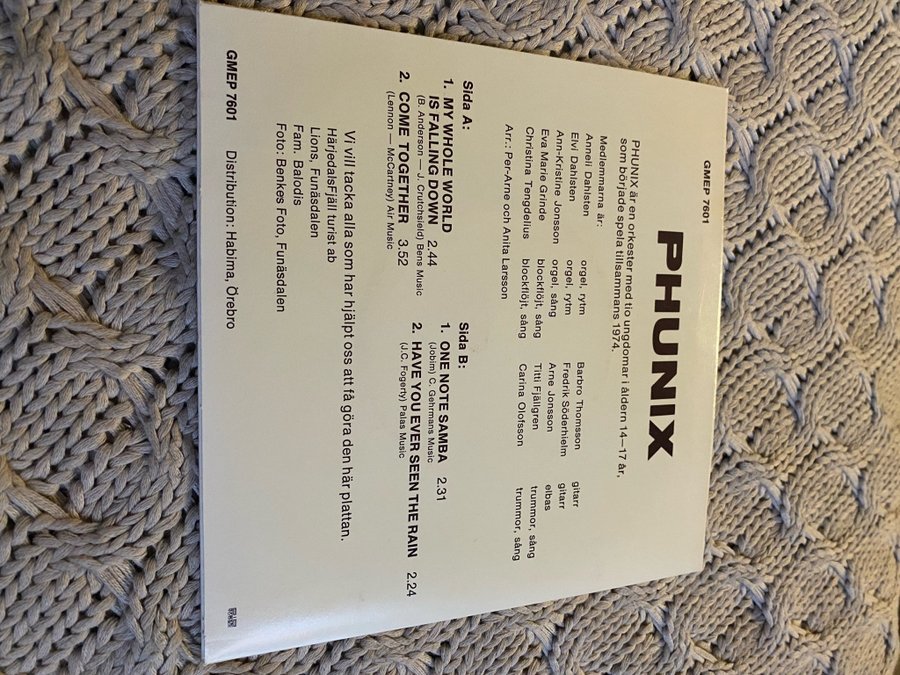 GMEP 7601
PHUNIX
PHUNIX är en orkester med tio ungdomar i åldern 14—17 år,
som började spela tillsammans 1974.
Medlemmarna är:
Anneli Dahlsten orgel, rytm Barbro Thomsson gitarr
Elvi Dahlsten orgel, rytm Fredrik Söderhielm gitarr
Ann-Kristine Jonsson orgel, sång Arne Jonsson elbas
Eva Marie Grinde blockflöjt, sång Titti Fjällgren trummor, sång
Christina Tengdelius blockflöjt, sång Carina Olofsson trummor, sång
Arr.: Per-Arne och Anita Larsson
Sida A:
1. MY WHOLE WORLD
IS FALLING DOWN 2.44
(B. Anderson — J. Crutchsield) Bens Music
2. COME TOGETHER 3.52
(Lennon — McCartney) Air Music
Sida B:
1. ONE NOTE SAMBA 2.31
(Jobim) C. Gehrmans Music
2. HAVE YOU EVER SEEN THE RAIN 2.24
(J.C. Fogerty) Palas Music
Vi vill tacka alla som har hjälpt oss att få göra den här plattan.
HärjedalsFjäll turist ab
Lions, Funäsdalen
Fam. Balodis
Foto: Benkes Foto, Funäsdalen
GMEP 7601 Distribution: Habima, Örebro